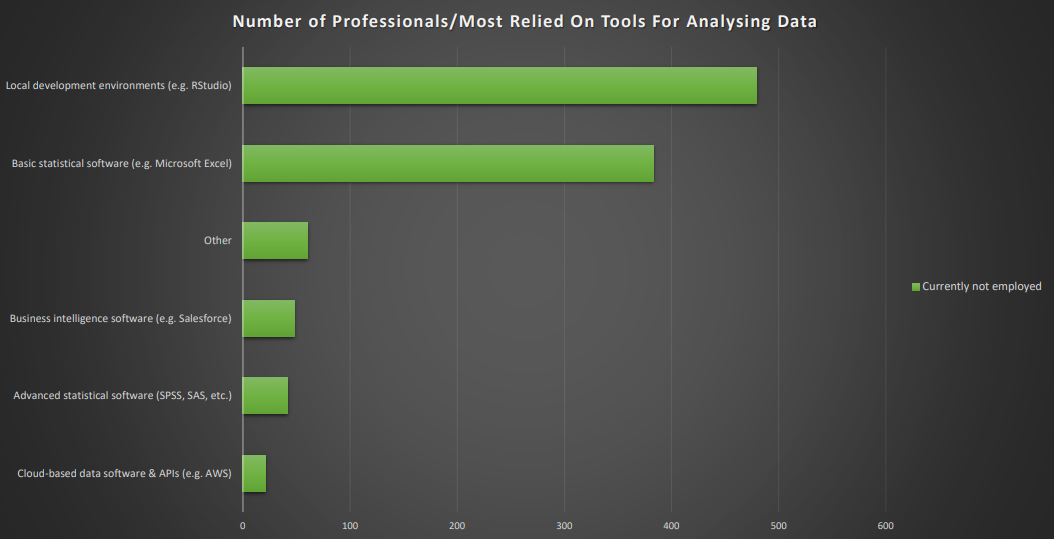 Number of Professionals/Most Relied On Tools For Analysing Data
Local development environments (e.g. RStudio)
Basic statistical software (e.g. Microsoft Excel)
Other
Business intelligence software (e.g. Salesforce)
Advanced statistical software (SPSS, SAS, etc.)
Cloud-based data software & APIs (e.g. AWS)
0 100 200 300 400 500 600
Currently not employed